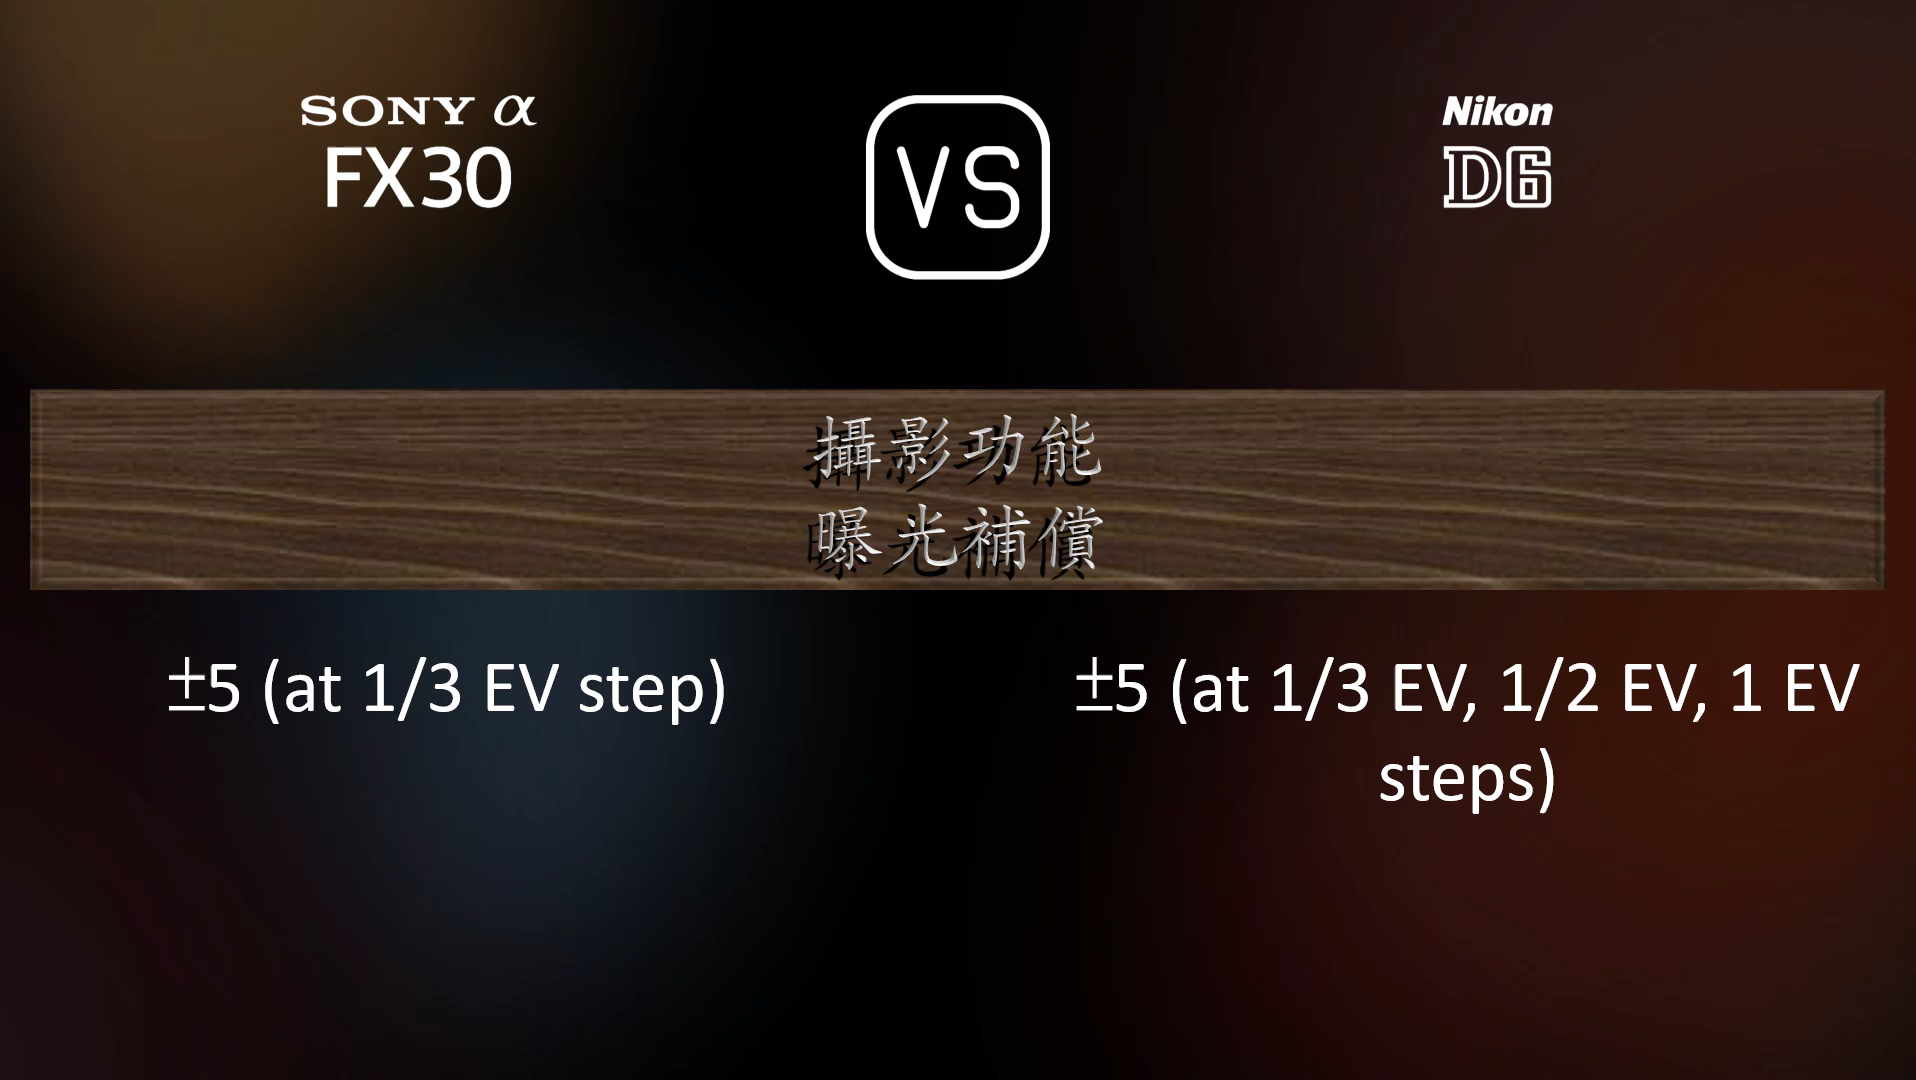 SONY α
FX30
VS
Nikon
D6
攝影功能
曝光補償
±5 (at 1/3 EV step)
±5 (at 1/3 EV, 1/2 EV, 1 EV
steps)